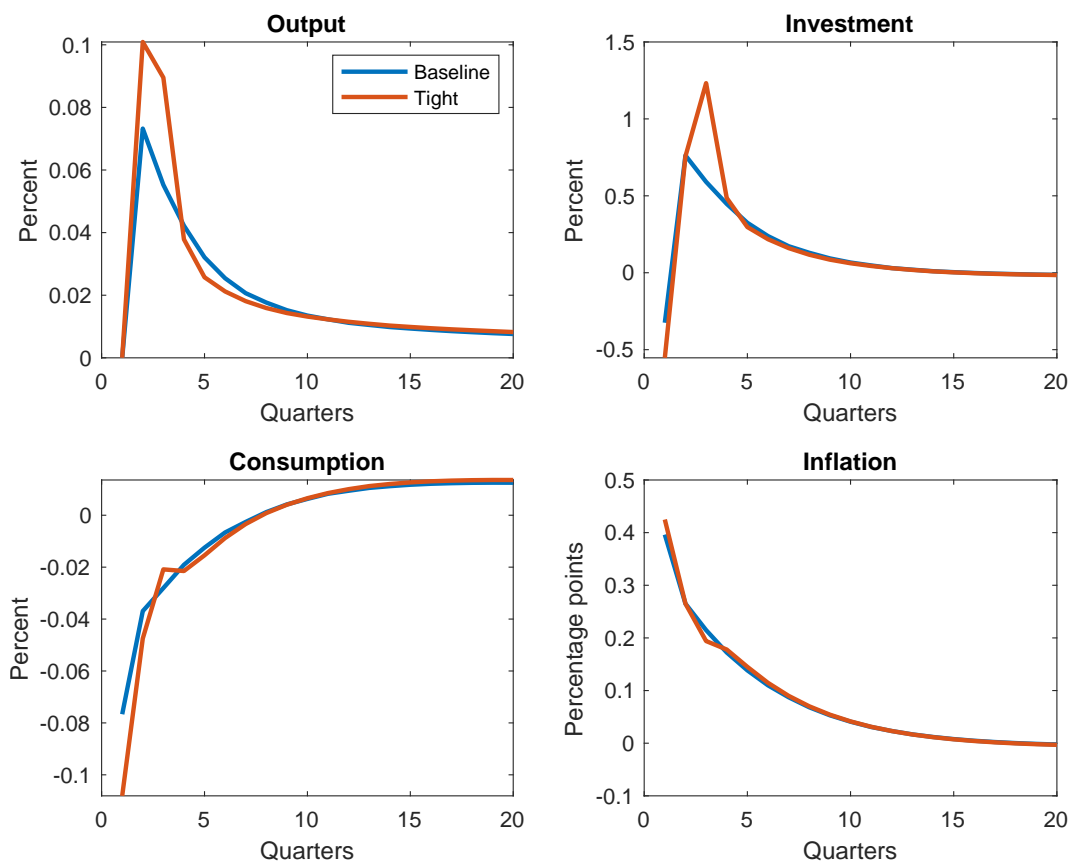 Output
0.1
0.08
0.06
0.04
0.02
0
Percent
Baseline
Tight
0 5 10 15 20
Quarters
Investment
1.5
1
0.5
0
-0.5
Percent
0 5 10 15 20
Quarters
Consumption
0
-0.02
-0.04
-0.06
-0.08
-0.1
Percent
0 5 10 15 20
Quarters
Inflation
0.5
0.4
0.3
0.2
0.1
0
-0.1
Percentage points
0 5 10 15 20
Quarters